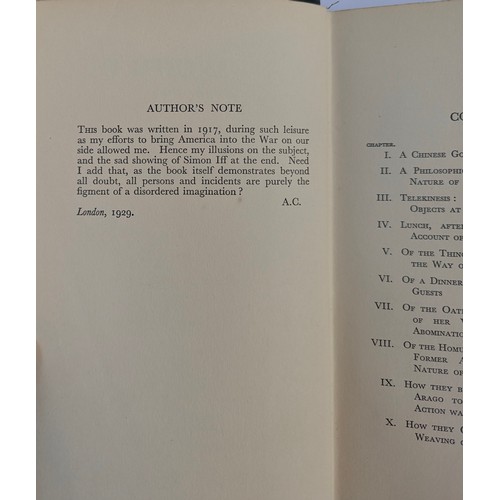 AUTHOR'S NOTE
THIS book was written in 1917, during such leisure
as my efforts to bring America into the War on our
side allowed me. Hence my illusions on the subject,
and the sad showing of Simon Iff at the end. Need
I add that, as the book itself demonstrates beyond
all doubt, all persons and incidents are purely the
figment of a disordered imagination ?
A.C.
London, 1929.
CO
CHAPTER.
I. A CHINESE GO
II. A PHILOSOPHIC
NATURE OF
III. TELEKINESIS :
OBJECTS AT
IV. LUNCH, AFTE
ACCOUNT OF
V. OF THE THING
THE WAY O
VI. OF A DINNER
GUESTS
VII. OF THE OAT
OF HER
ABOMINATIO
VIII. OF THE HOMU
FORMER A
NATURE OF
IX. HOW THEY B
ARAGO TO
ACTION WA
X. HOW THEY
WEAVING